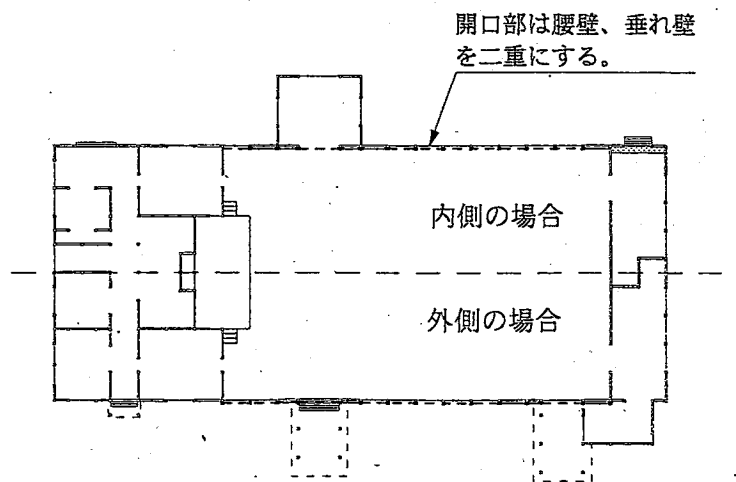 開口部は腰壁、垂れ壁
を二重にする。
内側の場合
外側の場合